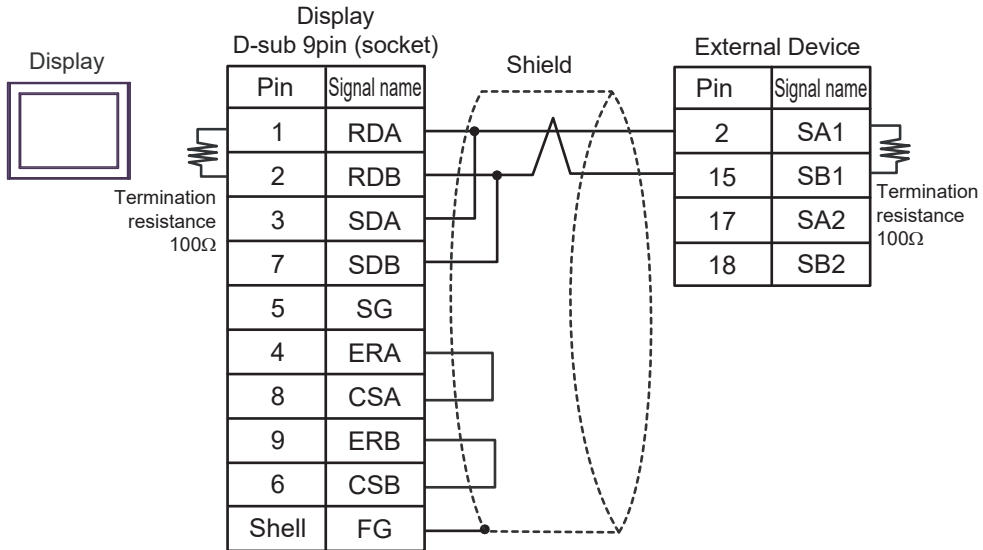 Display
Display
D-sub 9pin (socket)
Pin Signal name
1 RDA
2 RDB
3 SDA
7 SDB
5 SG
4 ERA
8 CSA
9 ERB
6 CSB
Shell FG
Termination
resistance
100Ω
Shield
External Device
Pin Signal name
2 SA1
15 SB1
17 SA2
18 SB2
Termination
resistance
100Ω